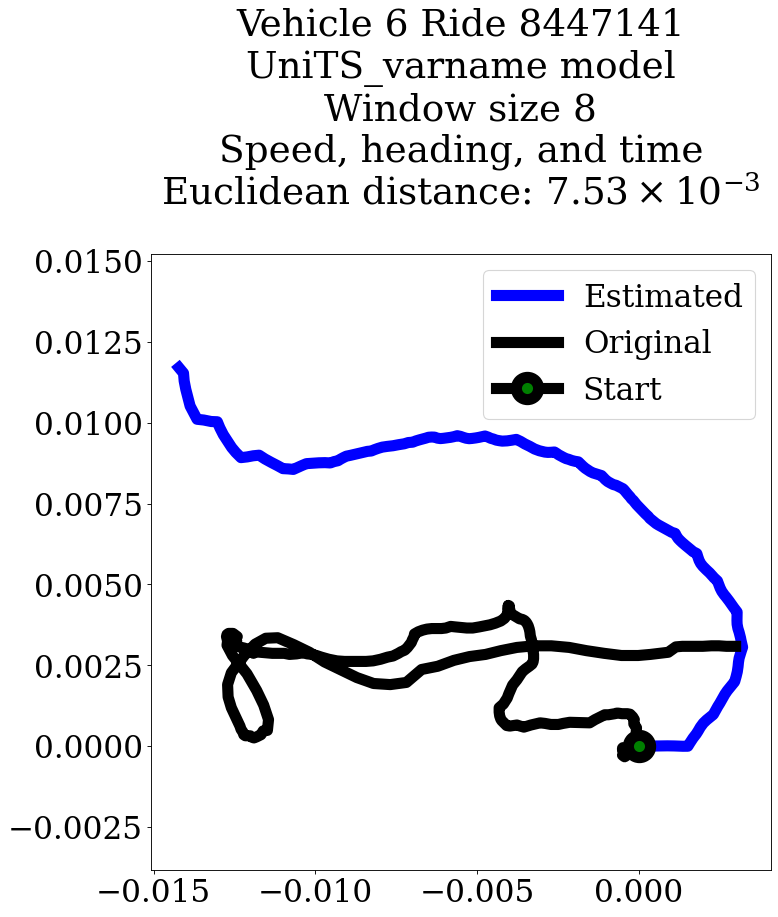 Vehicle 6 Ride 8447141
UniTS_varname model
Window size 8
Speed, heading, and time
Euclidean distance: 7.53 × 10⁻³
0.0150
0.0125
0.0100
0.0075
0.0050
0.0025
0.0000
−0.0025
Estimated
Original
Start
−0.015
−0.010
−0.005
0.000